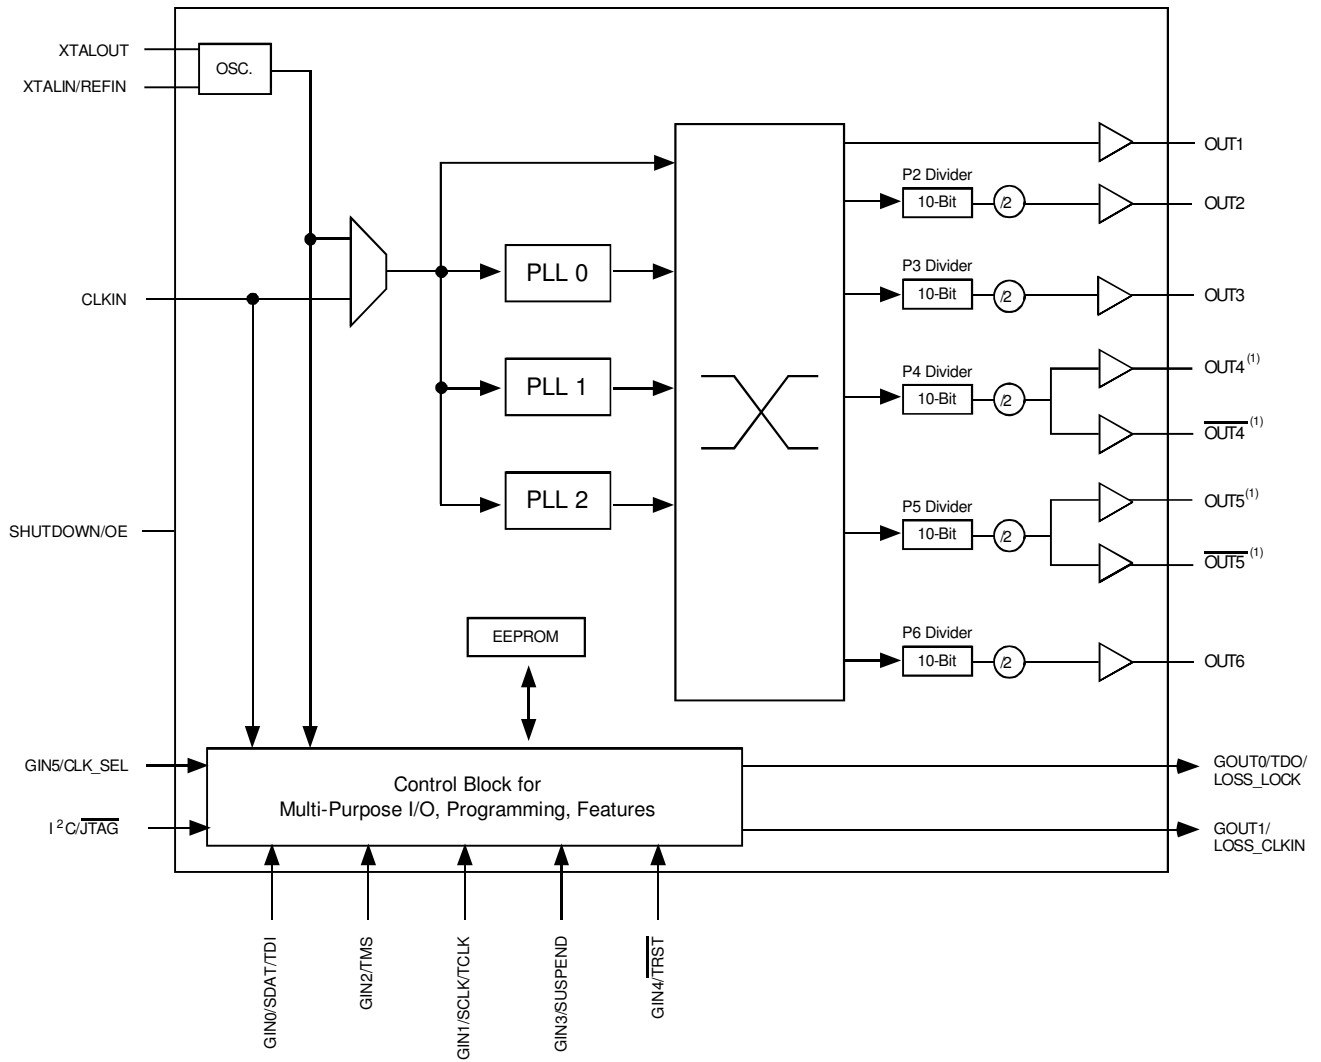 XTALOUT
OSC.
XTALIN/REFIN
OUT1
P2 Divider
10-Bit
/2
OUT2
PLL 0
P3 Divider
10-Bit
/2
OUT3
CLKIN
PLL 1
P4 Divider
10-Bit
/2
OUT4(1)
OUT4(1)
PLL 2
P5 Divider
10-Bit
/2
OUT5(1)
OUT5(1)
SHUTDOWN/OE
EEPROM
P6 Divider
10-Bit
/2
OUT6
GIN5/CLK_SEL
I2C/JTAG
Control Block for
Multi-Purpose I/O, Programming, Features
GOUT0/TDO/
LOSS_LOCK
GOUT1/
LOSS_CLKIN
GIN0/SDAT/TDI
GIN2/TMS
GIN1/SCLK/TCLK
GIN3/SUSPEND
GIN4/TRST